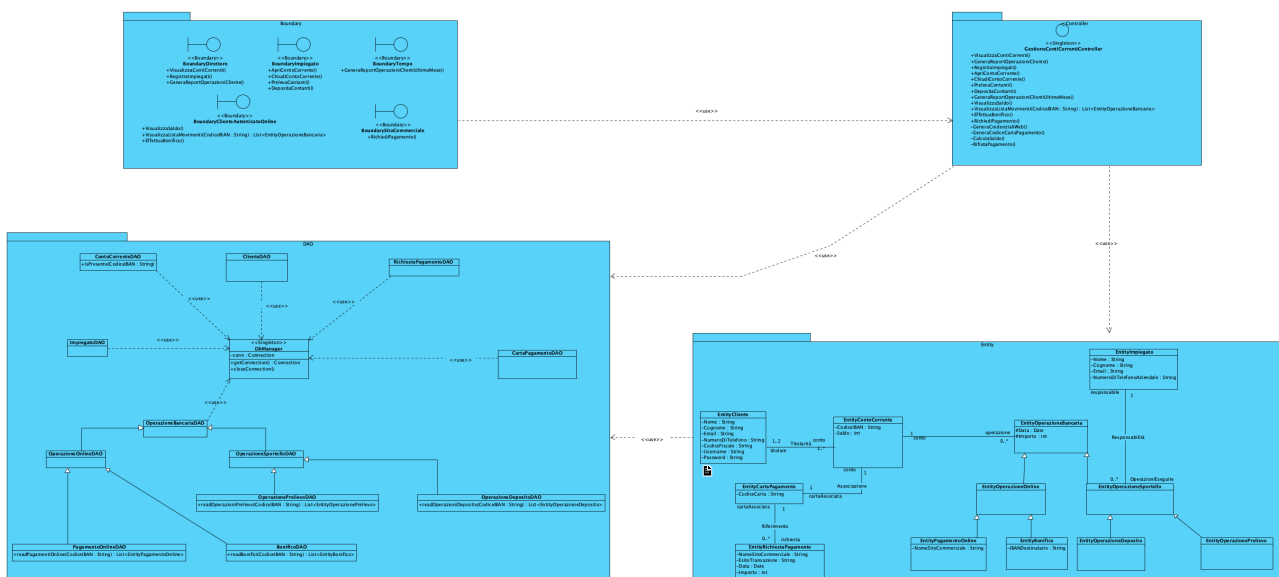 Boundary
<<Boundary>>
BoundaryDirettore
+VisualizzaContiCorrenti()
+RegistraImpiegati()
+GeneraReportOperazioniCliente()
<<Boundary>>
BoundaryImpiegato
+ApriContoCorrente()
+ChiudiContoCorrente()
+PrelevaContanti()
+DepositaContanti()
<<Boundary>>
BoundaryTempo
+GeneraReportOperazioniClientiUltimoMese()
<<Boundary>>
BoundaryClienteAutenticatoOnline
+VisualizzaSaldo()
+VisualizzaListaMovimenti(CodiceIBAN : String) : List<EntityOperazioneBancaria>
+EffettuaBonifico()
<<Boundary>>
BoundarySitoCommerciale
+RichiediPagamento()
<<use>>
Controller
<<Singleton>>
GestioneContiCorrentiController
+VisualizzaContiCorrenti()
+GeneraReportOperazioniCliente()
+RegistraImpiegati()
+ApriContoCorrente()
+ChiudiContoCorrente()
+PrelevaContanti()
+DepositaContanti()
+GeneraReportOperazioniClientiUltimoMese()
+VisualizzaSaldo()
+VisualizzaListaMovimenti(CodiceIBAN : String) : List<EntityOperazioneBancaria>
+EffettuaBonifico()
+RichiediPagamento()
-GeneraCredenzialiWeb()
-GeneraCodiceCartaPagamento()
-CalcolaSaldo()
-RifiutaPagamento()
<<use>>
<<use>>
DAO
ContoCorrenteDAO
+isPresente(CodiceIBAN : String)
ClienteDAO
RichiestaPagamentoDAO
<<use>>
<<use>>
<<use>>
ImpiegatoDAO
<<use>>
<<Singleton>>
DbManager
-conn : Connection
+getConnection() : Connection
+closeConnection()
<<use>>
CartaPagamentoDAO
<<use>>
OperazioneBancariaDAO
OperazioneOnlineDAO
OperazioneSportelloDAO
OperazionePrelievoDAO
+readOperazioniPrelievo(CodiceIBAN : String) : List<EntityOperazionePrelievo>
OperazioneDepositoDAO
+readOperazioniDeposito(CodiceIBAN : String) : List<EntityOperazioneDeposito>
PagamentoOnlineDAO
+readPagamentiOnline(CodiceIBAN : String) : List<EntityPagamentoOnline>
BonificoDAO
+readBonifici(CodiceIBAN : String) : List<EntityBonifico>
<<use>>
Entity
EntityImpiegato
-Nome : String
-Cognome : String
-Email : String
-NumeroDiTelefonoAziendale : String
responsabile
1
Responsabilità
0..*
OperazioniEseguite
EntityCliente
-Nome : String
-Cognome : String
-Email : String
-NumeroDiTelefono : String
-CodiceFiscale : String
-Username : String
-Password : String
1..2
titolare
Titolarità
conto
1..*
EntityContoCorrente
-CodiceIBAN : String
-Saldo : int
1
conto
operazione
0..*
EntityOperazioneBancaria
#Data : Date
#Importo : int
conto
1
Associazione
1
cartaAssociata
EntityCartaPagamento
-CodiceCarta : String
cartaAssociata
1
Riferimento
0..*
richiesta
EntityRichiestaPagamento
-NomeSitoCommerciale : String
-EsitoTransazione : String
-Data : Date
-Importo : int
EntityOperazioneOnline
EntityOperazioneSportello
EntityPagamentoOnline
-NomeSitoCommerciale : String
EntityBonifico
-IBANDestinatario : String
EntityOperazioneDeposito
EntityOperazionePrelievo